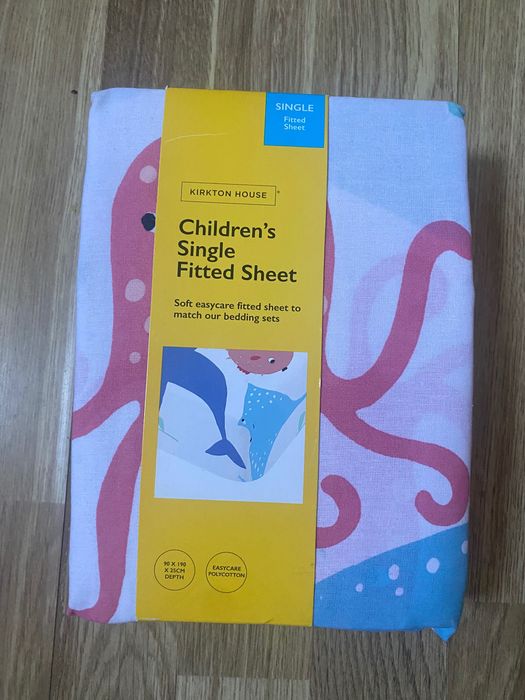 SINGLE
Fitted
Sheet
KIRKTON HOUSE®
Children's
Single
Fitted Sheet
Soft easycare fitted sheet to
match our bedding sets
90 X 190
X 25CM
DEPTH
EASYCARE
POLYCOTTON